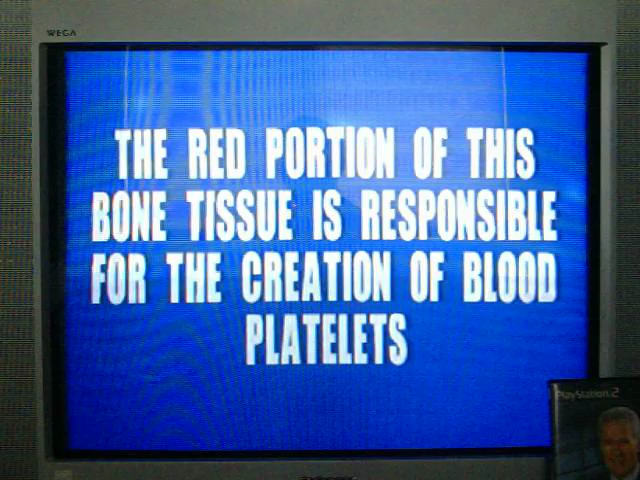 WEGA
THE RED PORTION OF THIS
BONE TISSUE IS RESPONSIBLE
FOR THE CREATION OF BLOOD
PLATELETS
PlayStation.2